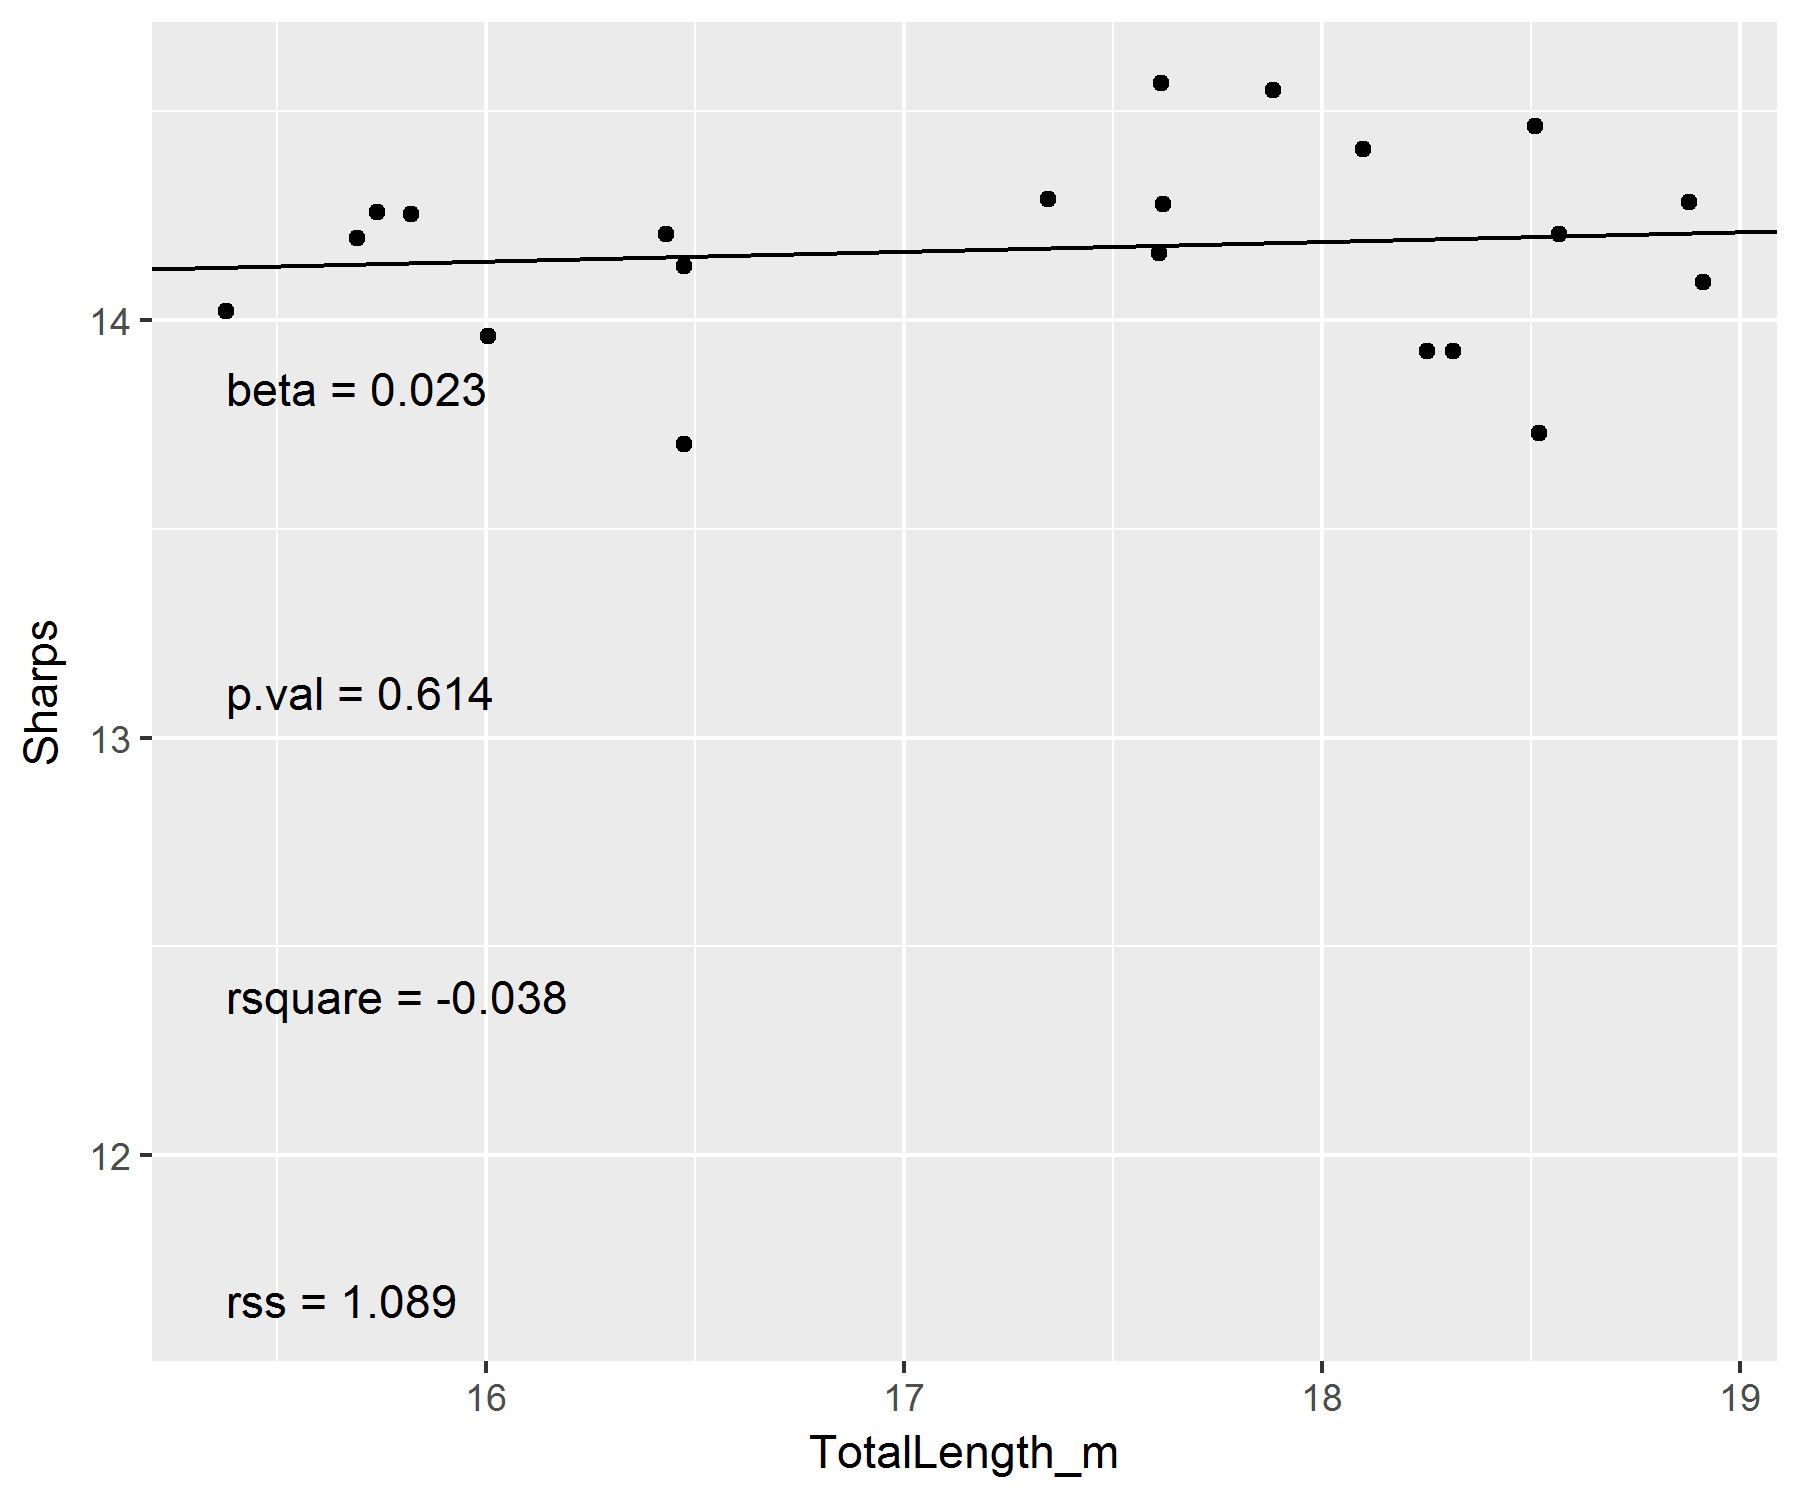 14
beta = 0.023
p.val = 0.614
13
Sharps
rsquare = -0.038
12
rss = 1.089
16 17 18 19
TotalLength_m